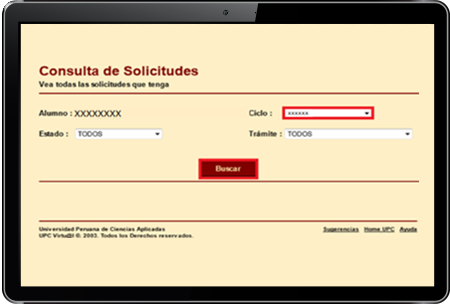 Consulta de Solicitudes
Vea todas las solicitudes que tenga
Alumno : XXXXXXXX Ciclo : xxxxxx
Estado : TODOS Trámite : TODOS
Buscar
Universidad Peruana de Ciencias Aplicadas Sugerencias Home UPC Ayuda
UPC Virtu@l ©. 2003. Todos los Derechos reservados.